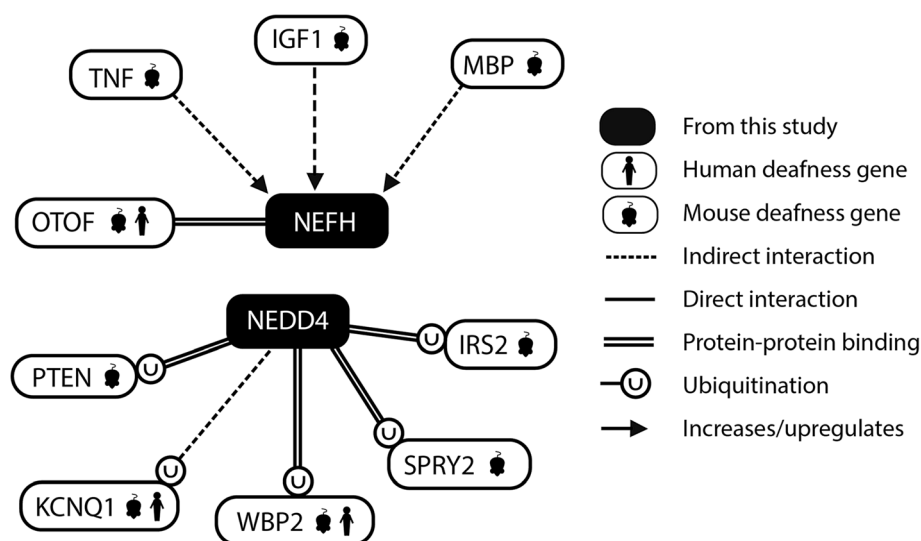 IGF1
TNF
MBP
OTOF
NEFH
NEDD4
IRS2
PTEN
SPRY2
KCNQ1
WBP2
U
U
U
U
U
From this study
Human deafness gene
Mouse deafness gene
Indirect interaction
Direct interaction
Protein-protein binding
U
Ubiquitination
Increases/upregulates